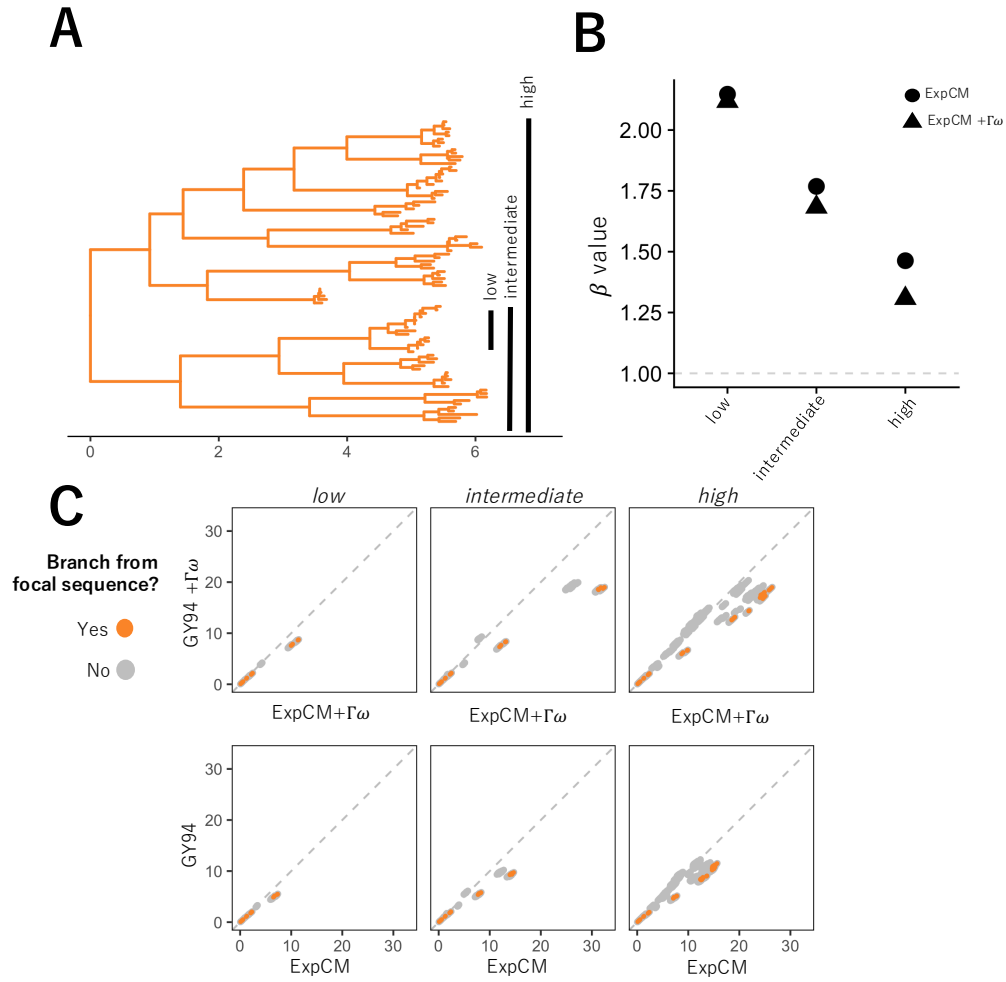 A
high
intermediate
low
0
2
4
6
B
β value
2.00
1.75
1.50
1.25
1.00
low
intermediate
high
ExpCM
ExpCM +Γω
C
Branch from
focal sequence?
Yes
No
low
intermediate
high
GY94 +Γω
30
20
10
0
ExpCM+Γω
ExpCM+Γω
ExpCM+Γω
GY94
30
20
10
0
0 10 20 30
0 10 20 30
0 10 20 30
ExpCM
ExpCM
ExpCM